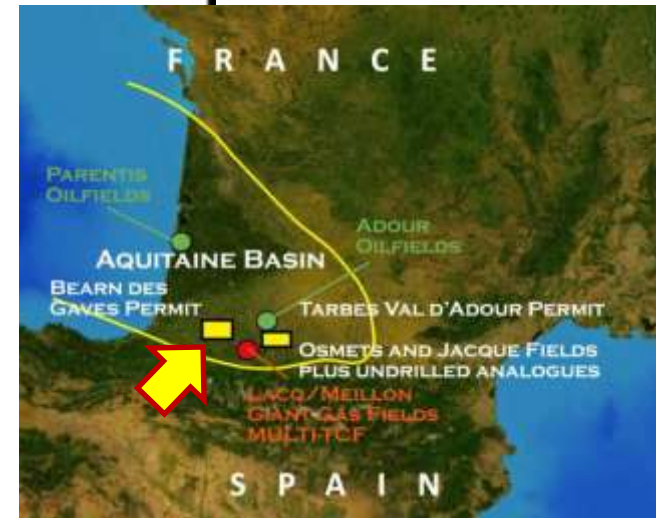 FRANCE
PARENTIS
OILFIELDS
ADOUR
OILFIELDS
AQUITAINE BASIN
BEARN DES
GAVES PERMIT
TARBES VAL D'ADOUR PERMIT
OSMETS AND JACQUE FIELDS
PLUS UNDRILLED ANALOGUES
LACQ/MEILLON
GIANT GAS FIELDS
MULTI-TCF
SPAIN